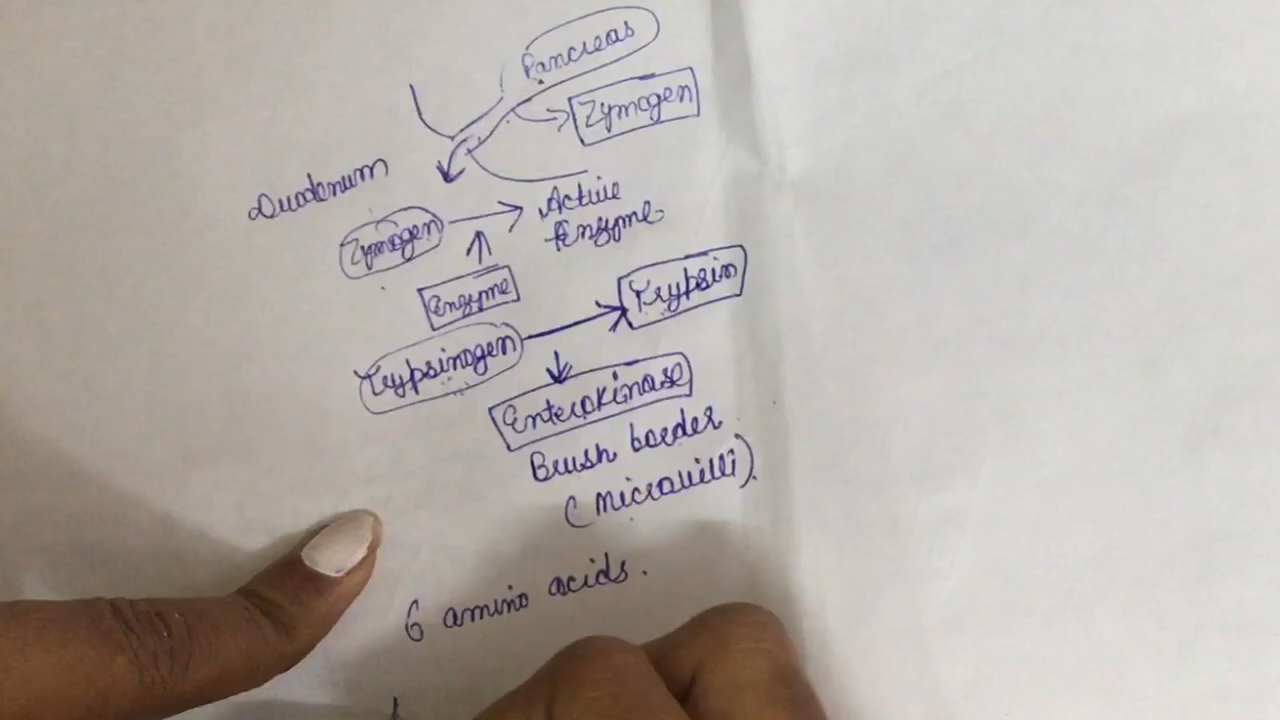 Pancreas
Zymogen
Duodenum
Zymogen
Active
Enzyme
Enzyme
Trypsin
Trypsinogen
Enterokinase
Brush border
(Microvilli).
6 amino acids.